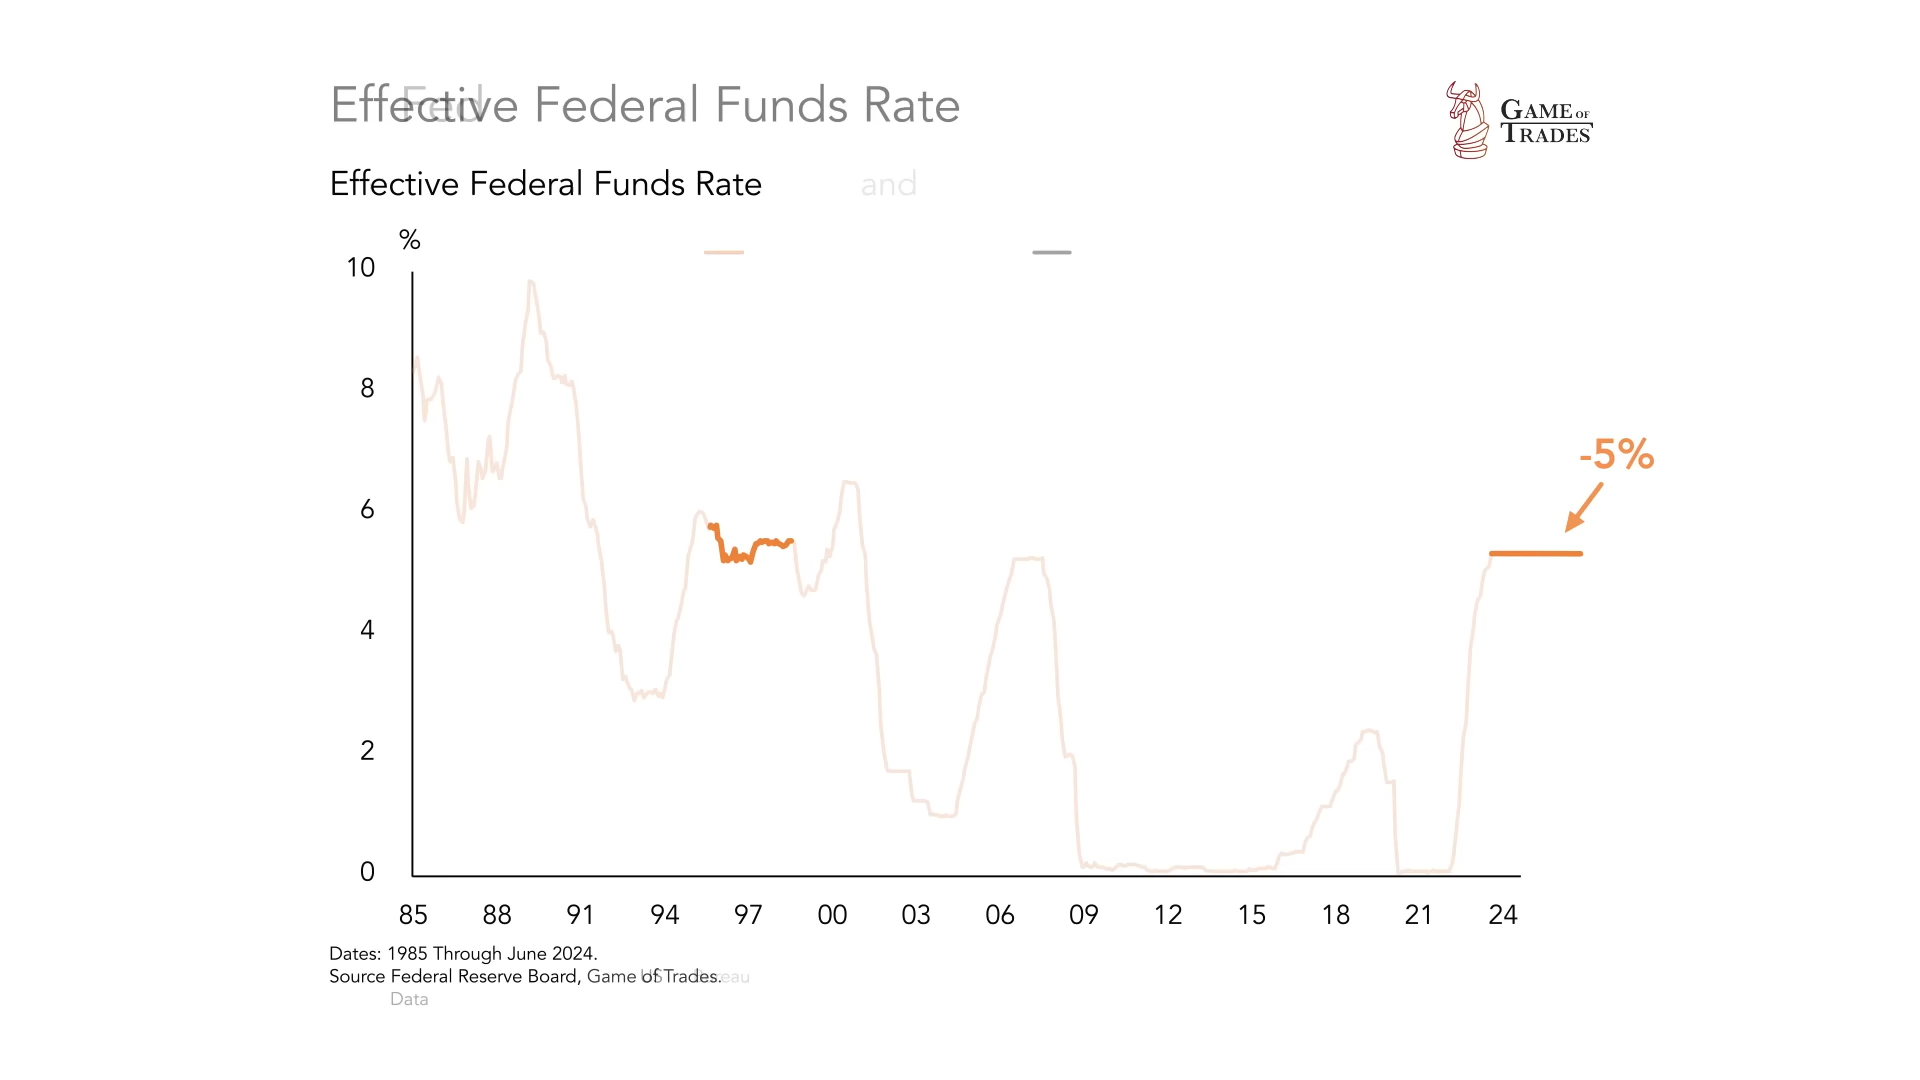 Effective Federal Funds Rate
Fed
GAME OF
TRADES
Effective Federal Funds Rate and
%
10
8
6
4
2
0
-5%
85 88 91 94 97 00 03 06 09 12 15 18 21 24
Dates: 1985 Through June 2024.
Source Federal Reserve Board, Game of Trades.
Data